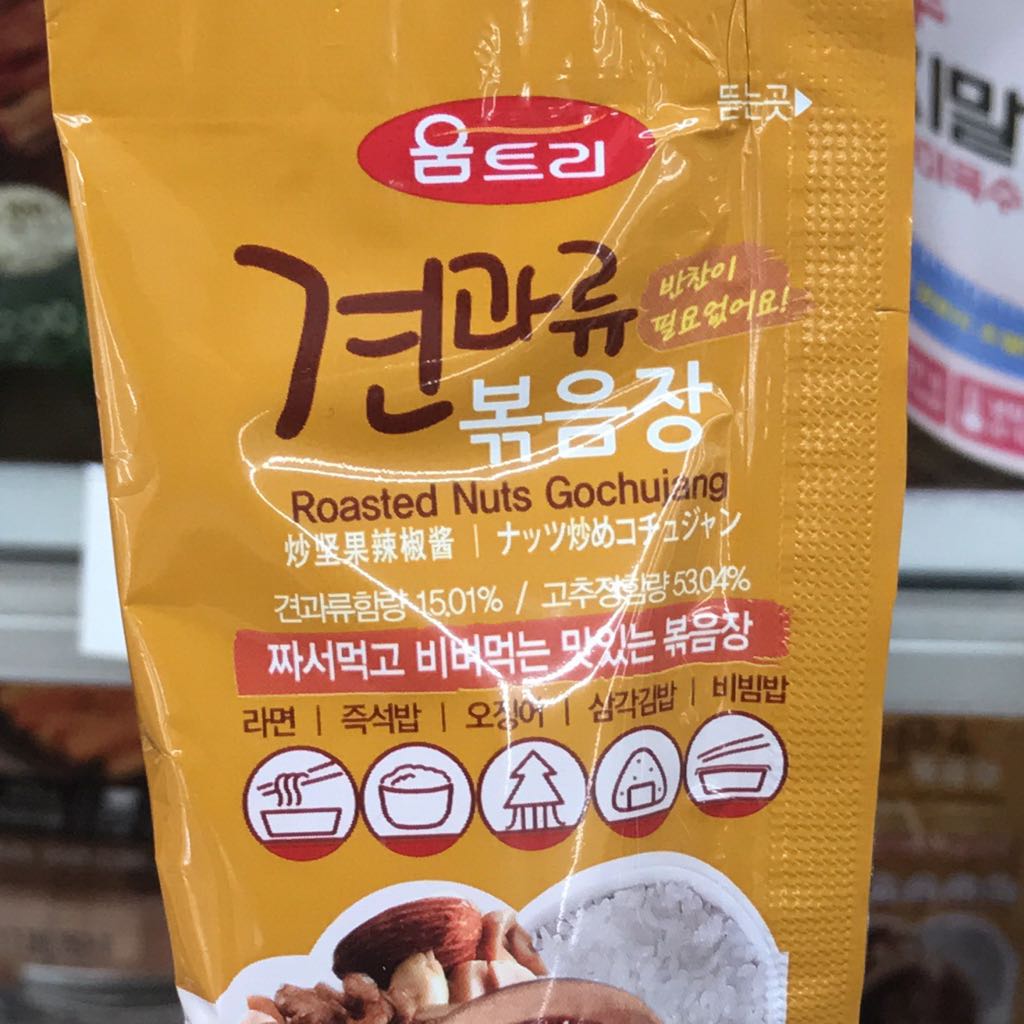 뜯는곳
움트리
견과류
반찬이
필요없어요!
볶음장
Roasted Nuts Gochujang
炒坚果辣椒酱 | ナッツ炒めコチュジャン
견과류함량 15.01% / 고추장함량 53.04%
짜서먹고 비벼먹는 맛있는 볶음장
라면 | 즉석밥 | 오징어 | 삼각김밥 | 비빔밥